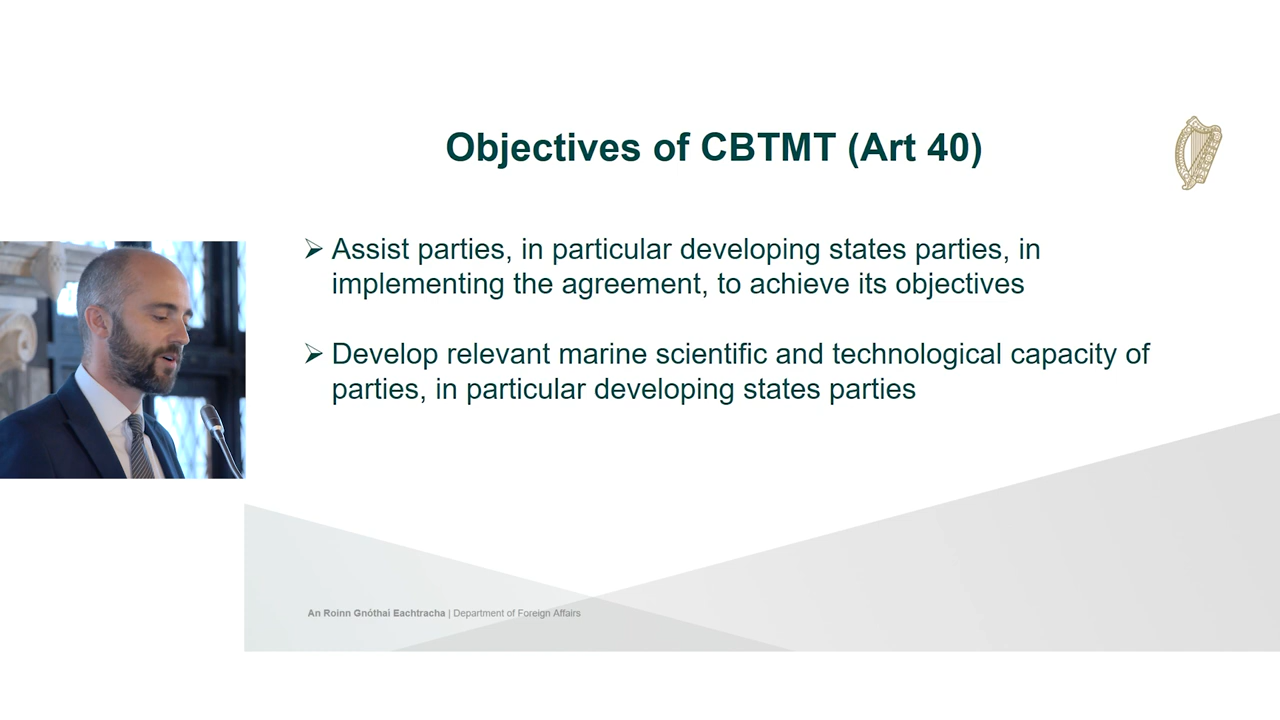 Objectives of CBTMT (Art 40)
➢ Assist parties, in particular developing states parties, in
implementing the agreement, to achieve its objectives
➢ Develop relevant marine scientific and technological capacity of
parties, in particular developing states parties
An Roinn Gnóthaí Eachtracha | Department of Foreign Affairs